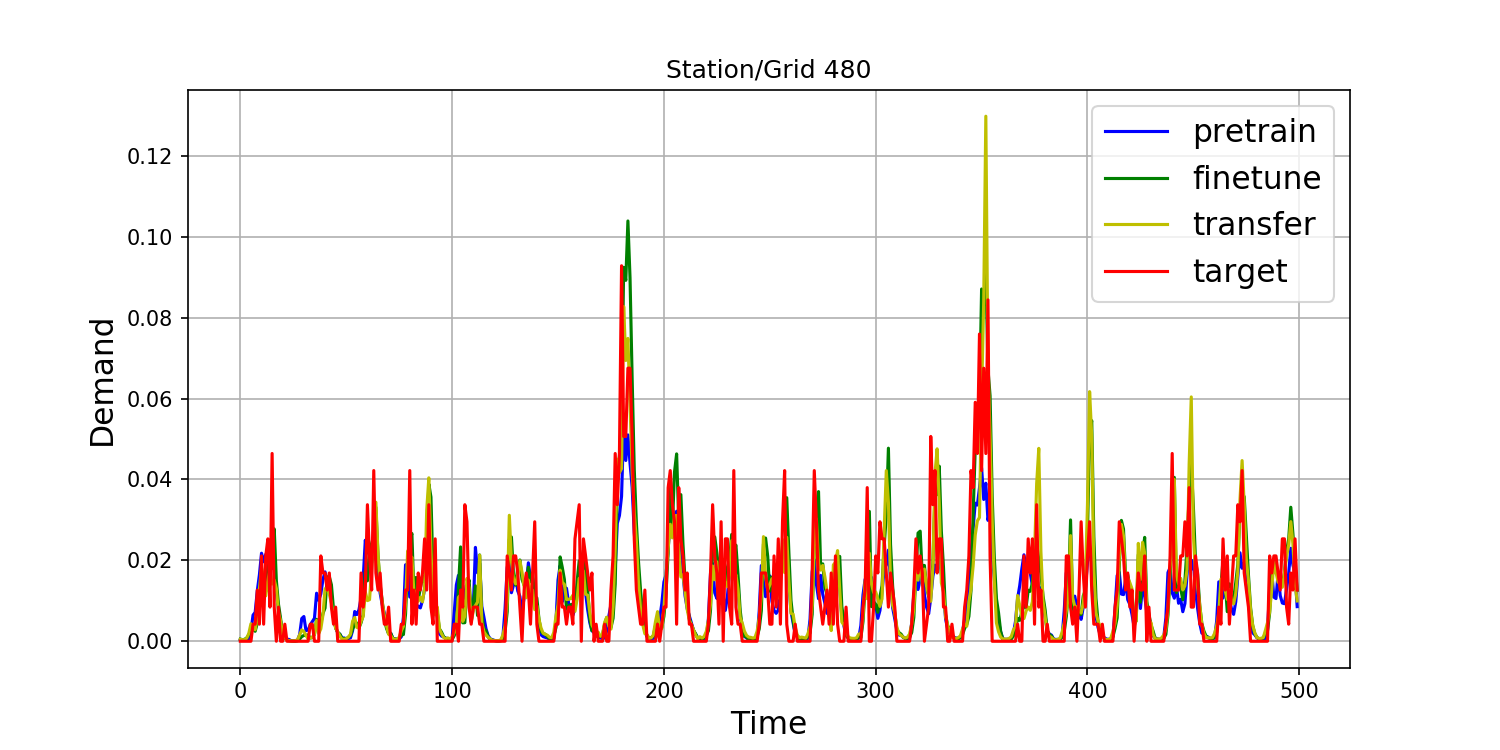 Station/Grid 480
pretrain
finetune
transfer
target
0.12
0.10
0.08
0.06
0.04
0.02
0.00
Demand
0 100 200 300 400 500
Time